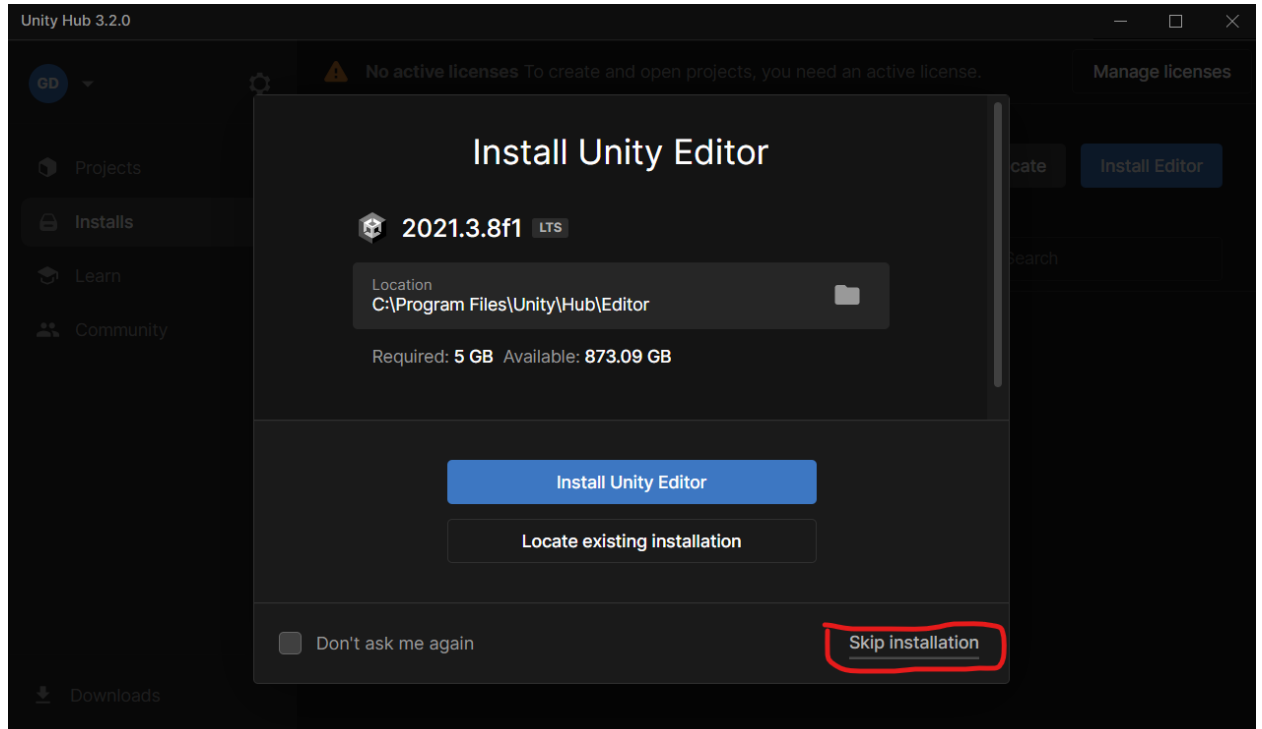 Unity Hub 3.2.0
GD
No active licenses To create and open projects, you need an active license.
Manage licenses
Projects
Installs
Learn
Community
Downloads
cate
Install Editor
Search
Install Unity Editor
2021.3.8f1 LTS
Location
C:\Program Files\Unity\Hub\Editor
Required: 5 GB Available: 873.09 GB
Install Unity Editor
Locate existing installation
Don't ask me again
Skip installation